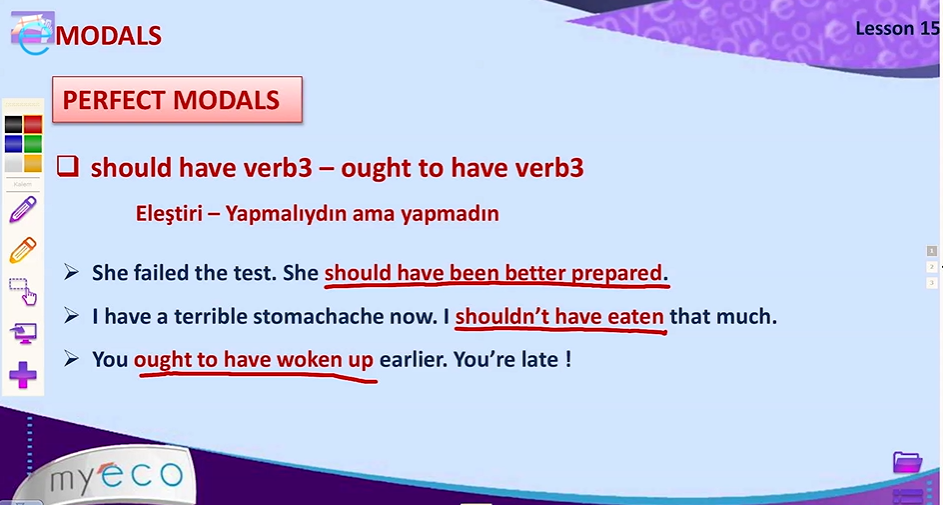 MODALS
Lesson 15
PERFECT MODALS
should have verb3 – ought to have verb3
Eleştiri – Yapmalıydın ama yapmadın
She failed the test. She should have been better prepared.
I have a terrible stomachache now. I shouldn't have eaten that much.
You ought to have woken up earlier. You're late !
Kalem
1
2
3
myeco